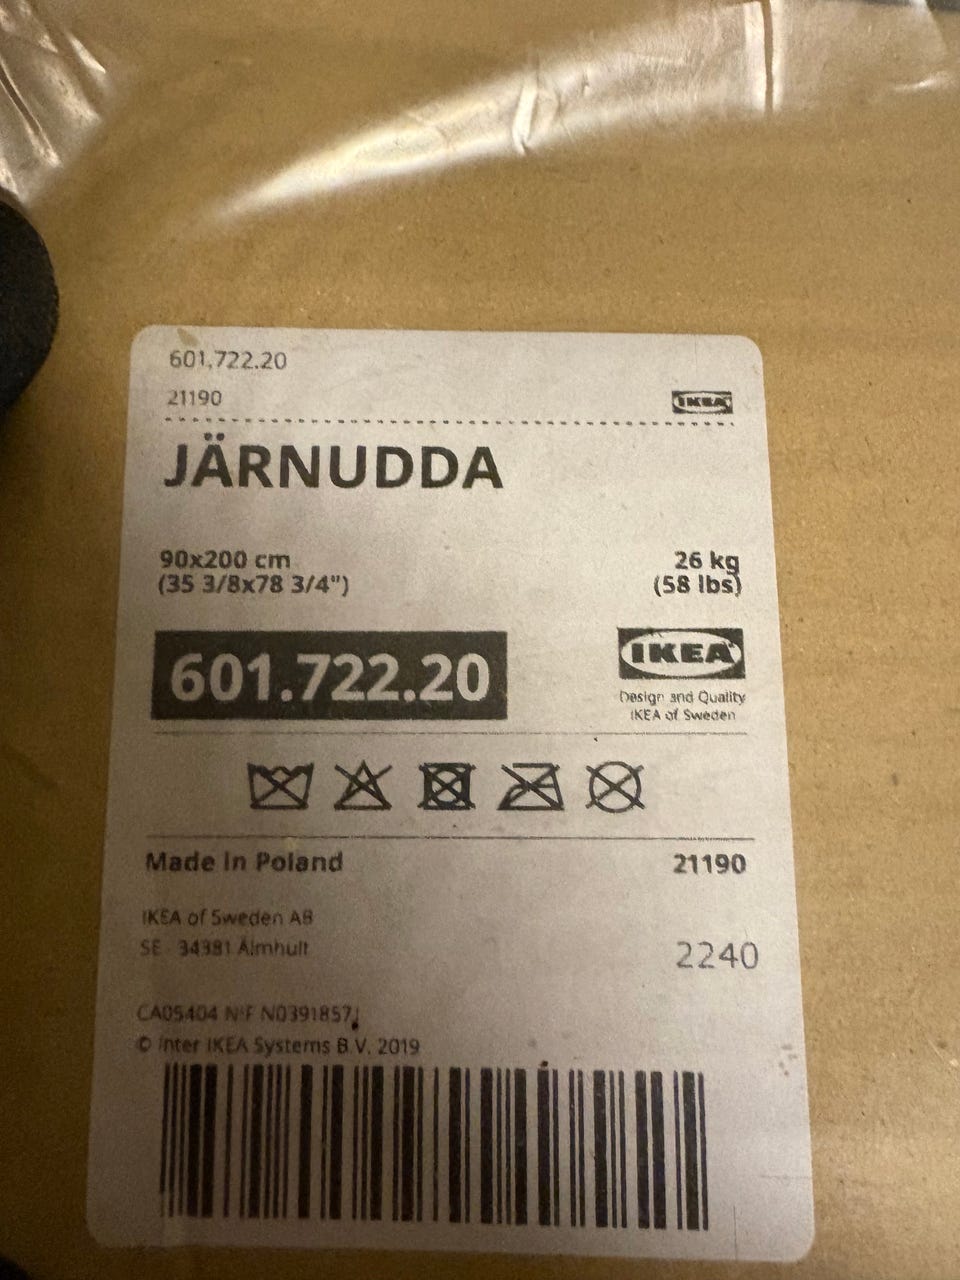 601.722.20
21190
IKEA
JÄRNUDDA
90x200 cm
(35 3/8x78 3/4")
26 kg
(58 lbs)
601.722.20
IKEA
Design and Quality
IKEA of Sweden
Made in Poland
21190
IKEA of Sweden AB
SE - 34381 Älmhult
2240
CA05404 N:F N0391857J
© Inter IKEA Systems B.V. 2019